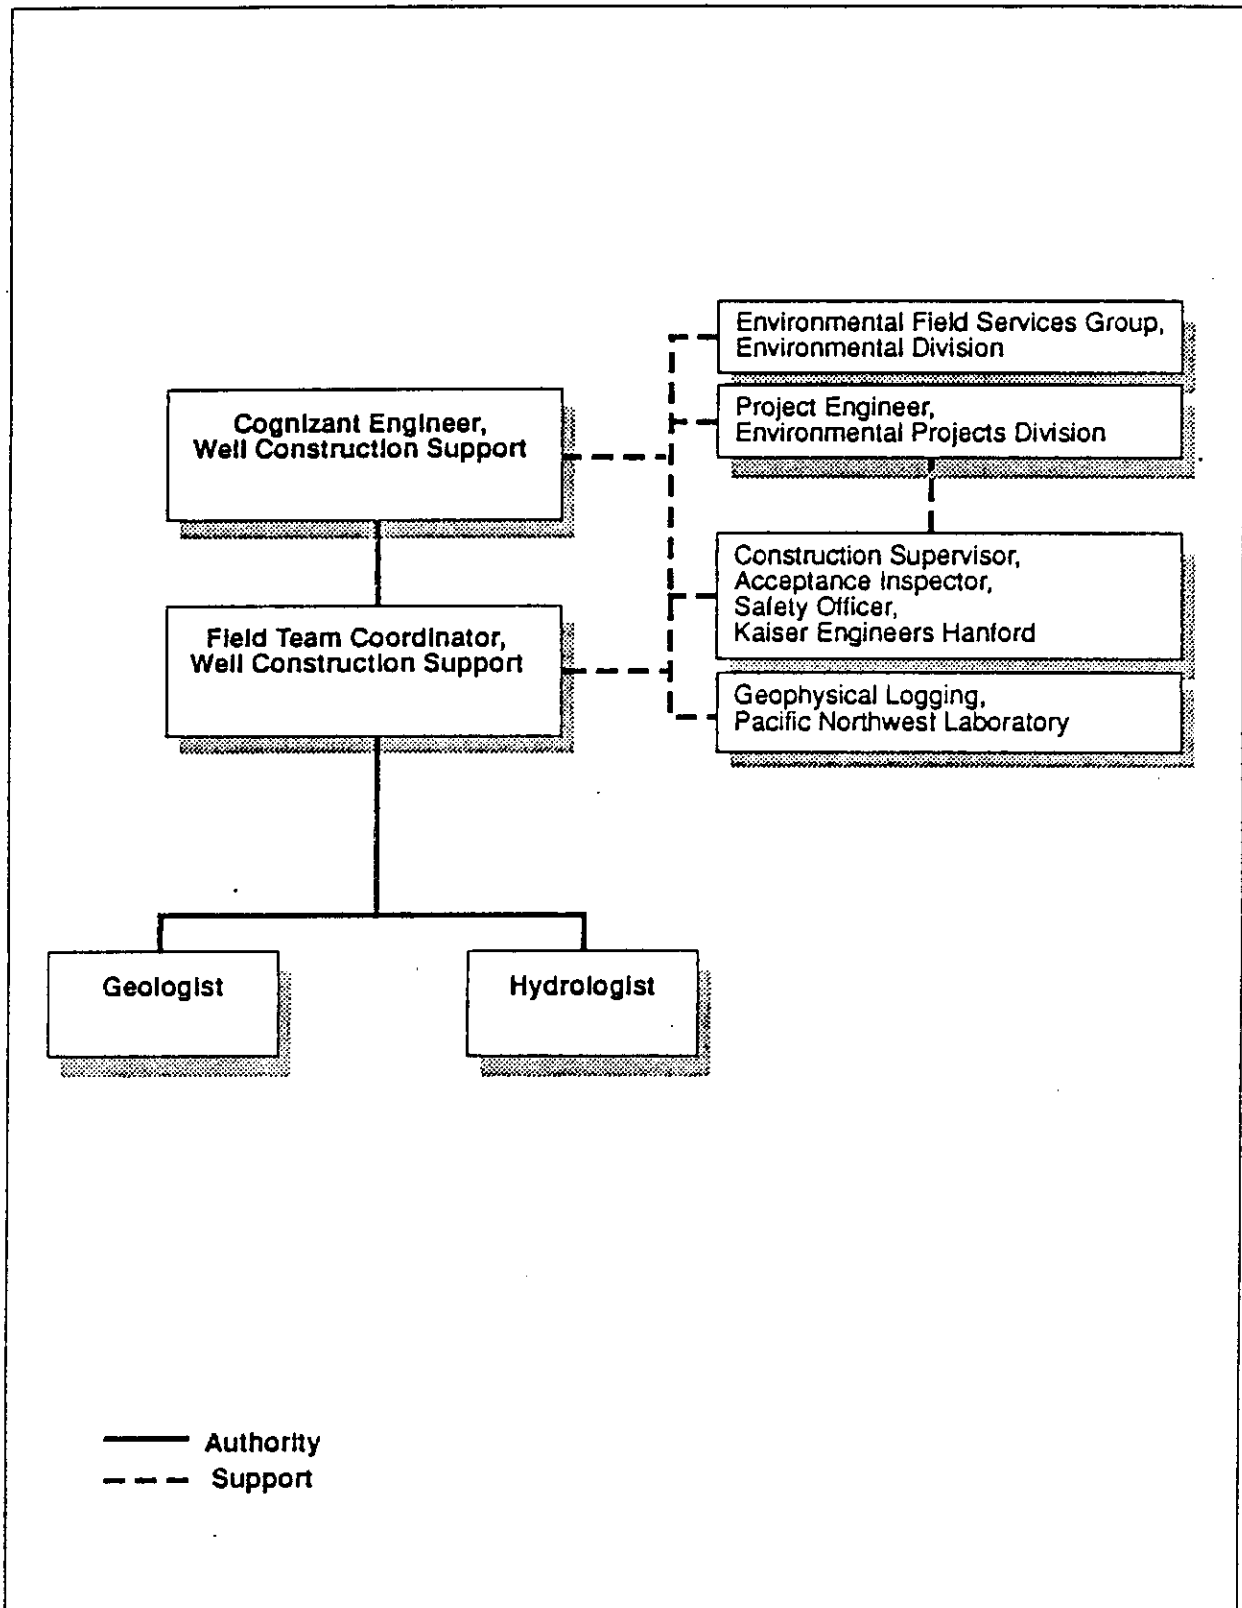 Environmental Field Services Group,
Environmental Division
Cognizant Engineer,
Well Construction Support
Project Engineer,
Environmental Projects Division
Construction Supervisor,
Acceptance Inspector,
Safety Officer,
Kaiser Engineers Hanford
Field Team Coordinator,
Well Construction Support
Geophysical Logging,
Pacific Northwest Laboratory
Geologist
Hydrologist
Authority
Support